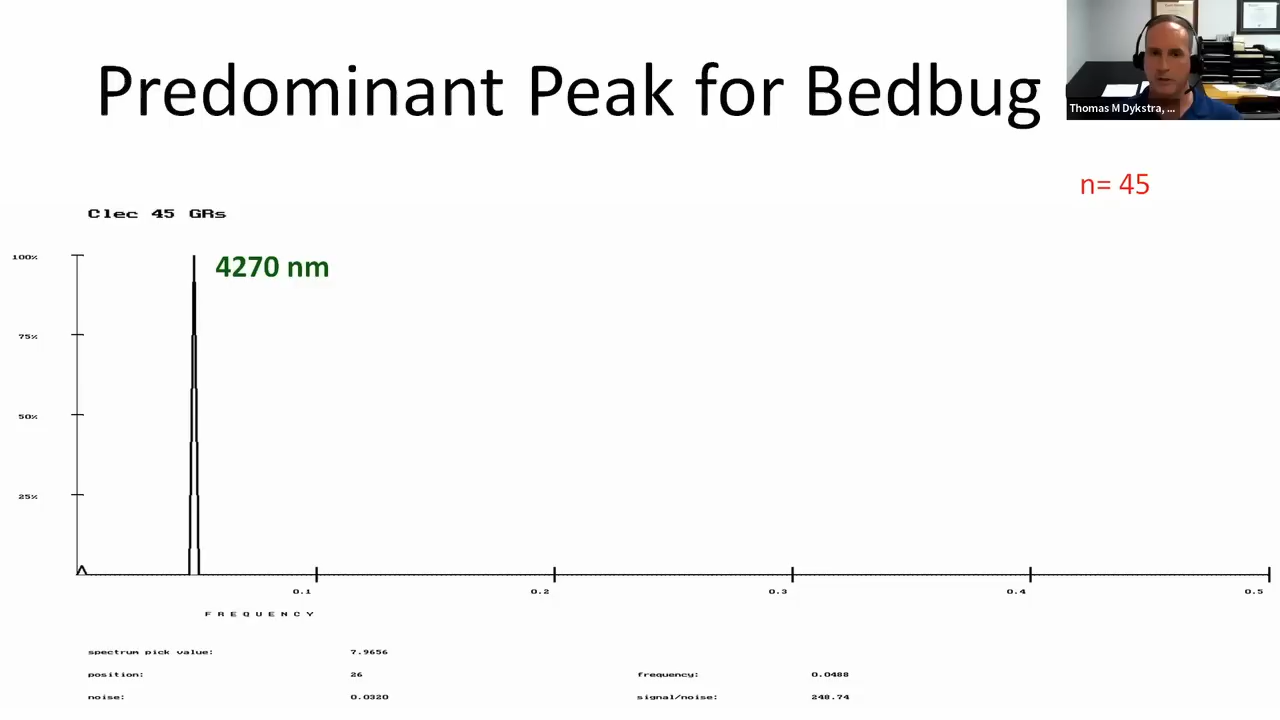 Predominant Peak for Bedbug
Thomas M Dykstra, ...
n= 45
Clec 45 GRs
100%
4270 nm
75%
50%
25%
0.1
0.2
0.3
0.4
0.5
FREQUENCY
spectrum pick value: 7.9656
position: 26 frequency: 0.0488
noise: 0.0320 signal/noise: 248.74